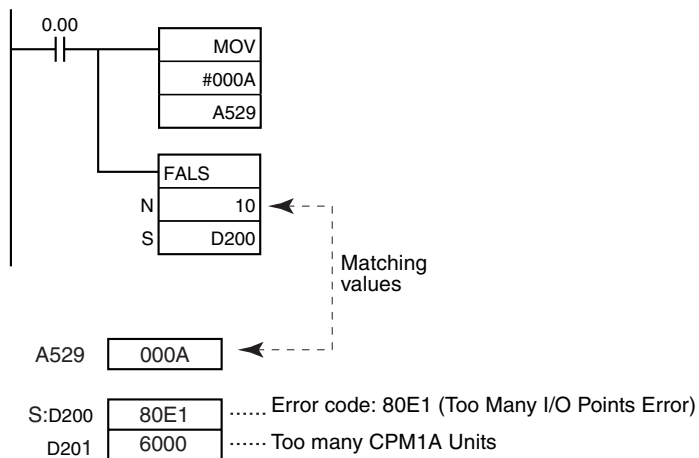 0.00
MOV
#000A
A529
FALS
N 10
S D200
Matching
values
A529 000A
S:D200 80E1 ...... Error code: 80E1 (Too Many I/O Points Error)
D201 6000 ...... Too many CPM1A Units